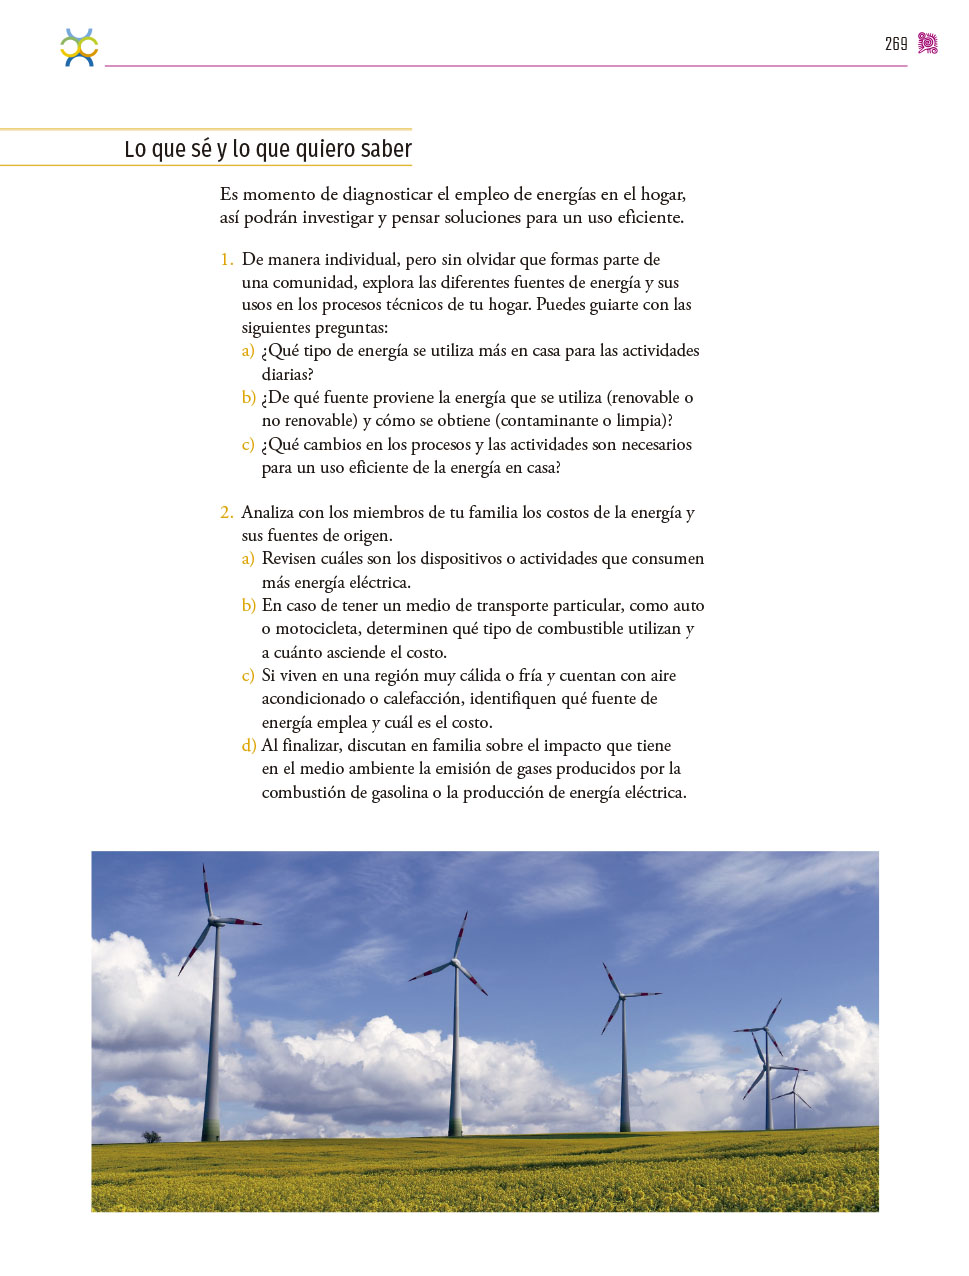 269
Lo que sé y lo que quiero saber
Es momento de diagnosticar el empleo de energías en el hogar,
así podrán investigar y pensar soluciones para un uso eficiente.
1. De manera individual, pero sin olvidar que formas parte de
una comunidad, explora las diferentes fuentes de energía y sus
usos en los procesos técnicos de tu hogar. Puedes guiarte con las
siguientes preguntas:
a) ¿Qué tipo de energía se utiliza más en casa para las actividades
diarias?
b) ¿De qué fuente proviene la energía que se utiliza (renovable o
no renovable) y cómo se obtiene (contaminante o limpia)?
c) ¿Qué cambios en los procesos y las actividades son necesarios
para un uso eficiente de la energía en casa?
2. Analiza con los miembros de tu familia los costos de la energía y
sus fuentes de origen.
a) Revisen cuáles son los dispositivos o actividades que consumen
más energía eléctrica.
b) En caso de tener un medio de transporte particular, como auto
o motocicleta, determinen qué tipo de combustible utilizan y
a cuánto asciende el costo.
c) Si viven en una región muy cálida o fría y cuentan con aire
acondicionado o calefacción, identifiquen qué fuente de
energía emplea y cuál es el costo.
d) Al finalizar, discutan en familia sobre el impacto que tiene
en el medio ambiente la emisión de gases producidos por la
combustión de gasolina o la producción de energía eléctrica.